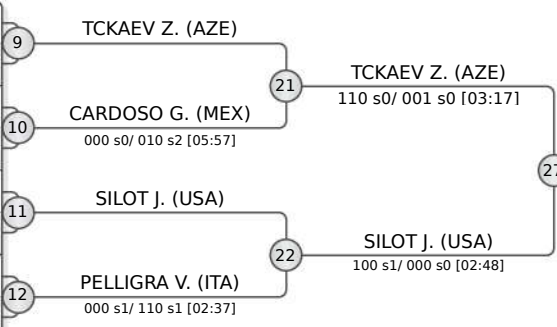 TCKAEV Z. (AZE)
9
21
TCKAEV Z. (AZE)
110 s0/ 001 s0 [03:17]
CARDOSO G. (MEX)
10
000 s0/ 010 s2 [05:57]
27
SILOT J. (USA)
11
22
SILOT J. (USA)
100 s1/ 000 s0 [02:48]
PELLIGRA V. (ITA)
12
000 s1/ 110 s1 [02:37]